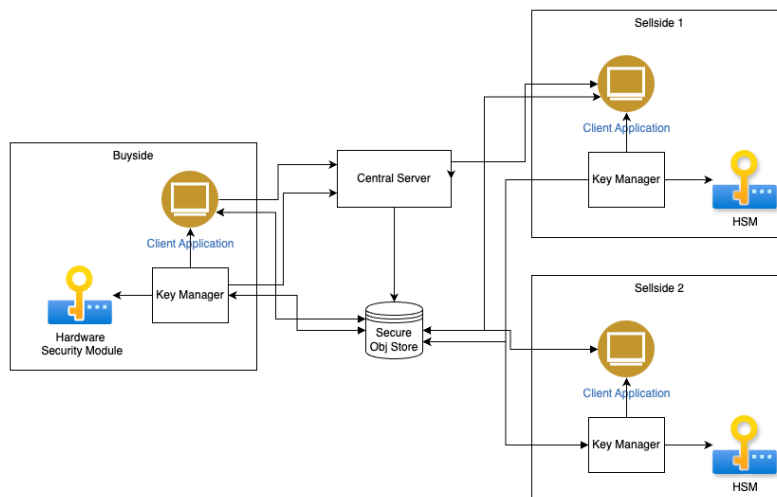 Sellside 1
Client Application
Key Manager
HSM
Buyside
Client Application
Key Manager
Hardware
Security Module
Central Server
Secure
Obj Store
Sellside 2
Client Application
Key Manager
HSM